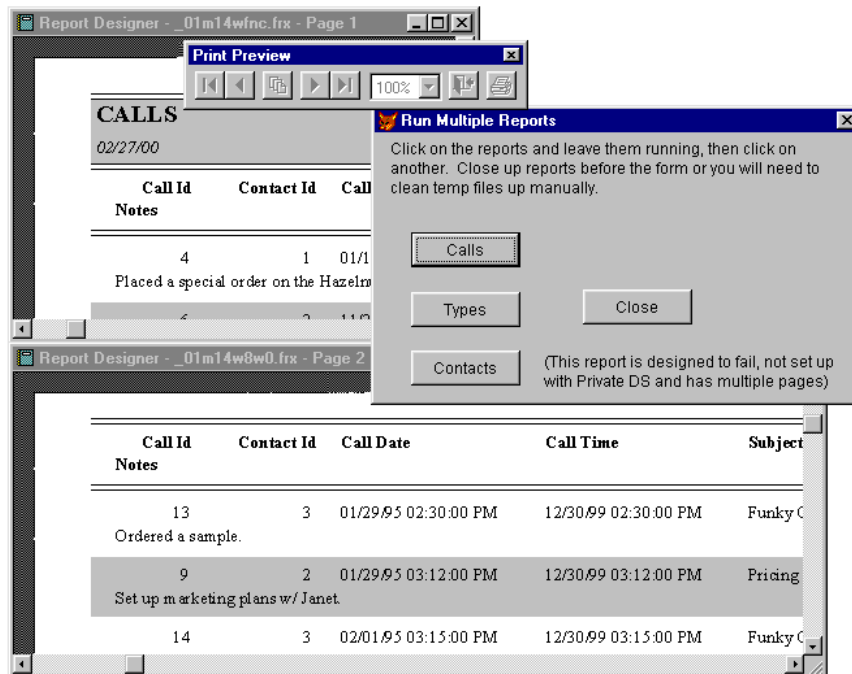 Report Designer - _01m14wfnc.frx - Page 1
Print Preview
100%
CALLS
02/27/00
Call Id Contact Id Call
Notes
4 1 01/1
Placed a special order on the Hazeln
Run Multiple Reports
Click on the reports and leave them running, then click on
another. Close up reports before the form or you will need to
clean temp files up manually.
Calls
Types
Close
Contacts
(This report is designed to fail, not set up
with Private DS and has multiple pages)
Report Designer - _01m14w8w0.frx - Page 2
Call Id Contact Id Call Date Call Time Subject
Notes
13 3 01/29/95 02:30:00 PM 12/30/99 02:30:00 PM Funky
Ordered a sample.
9 2 01/29/95 03:12:00 PM 12/30/99 03:12:00 PM Pricing
Set up marketing plans w/ Janet.
14 3 02/01/95 03:15:00 PM 12/30/99 03:15:00 PM Funky